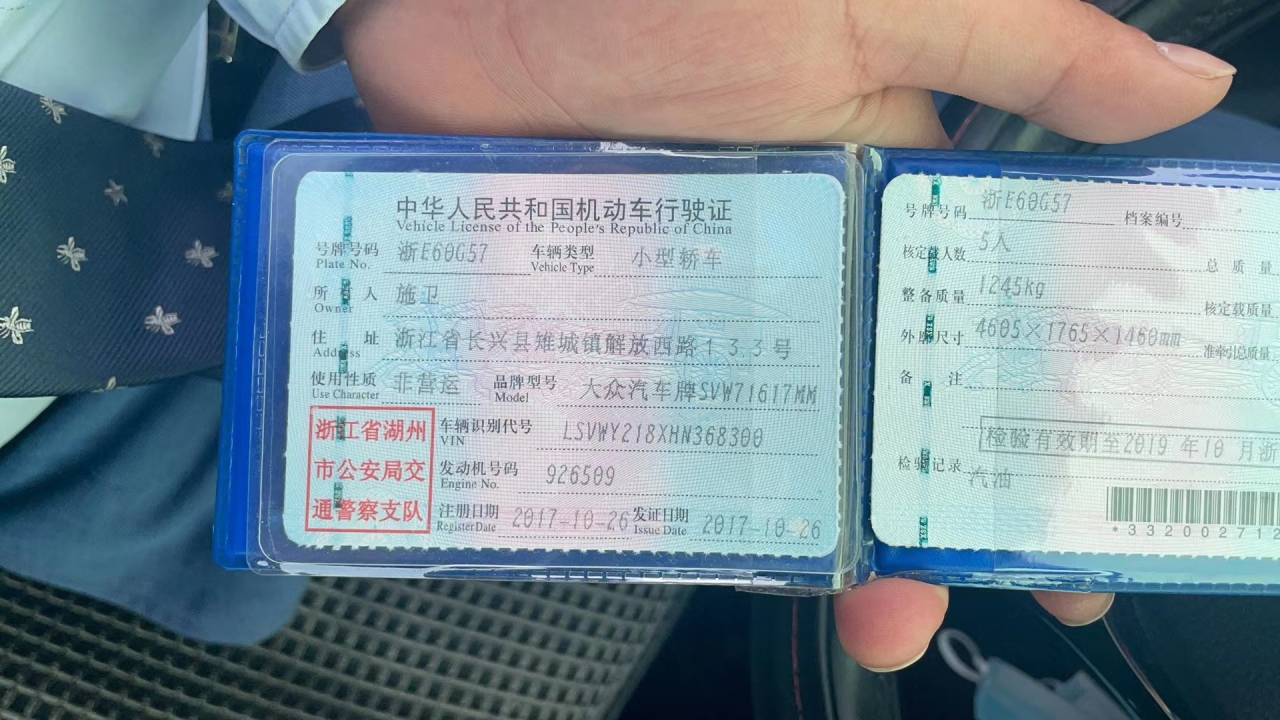 中华人民共和国机动车行驶证
Vehicle License of the People's Republic of China
号牌号码 浙E60G57 车辆类型 小型轿车
Plate No. Vehicle Type
所 人 施卫
Owner
住 址 浙江省长兴县雉城镇解放西路133号
Address
使用性质 非营运 品牌型号 大众汽车牌SVW71617MM
Use Character Model
浙江省湖州
市公安局交
通警察支队
车辆识别代号 LSVWY218XHN368300
VIN
发动机号码 926509
Engine No.
注册日期 2017-10-26 发证日期 2017-10-26
Register Date Issue Date
号牌号码 浙E60G57 档案编号
核定载人数 5人 总质量
整备质量 1245kg 核定载质量
外廓尺寸 4605×1765×1460mm 准牵引总质量
备 注
检验有效期至2019年10月浙
检验记录
汽油
*332002712